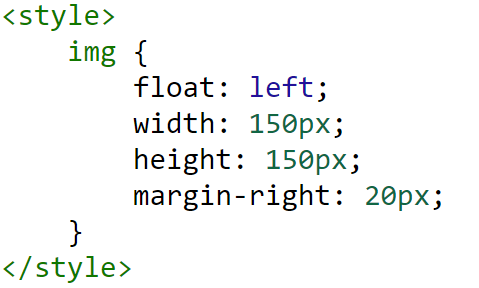 <style>
    img {
        float: left;
        width: 150px;
        height: 150px;
        margin-right: 20px;
    }
</style>